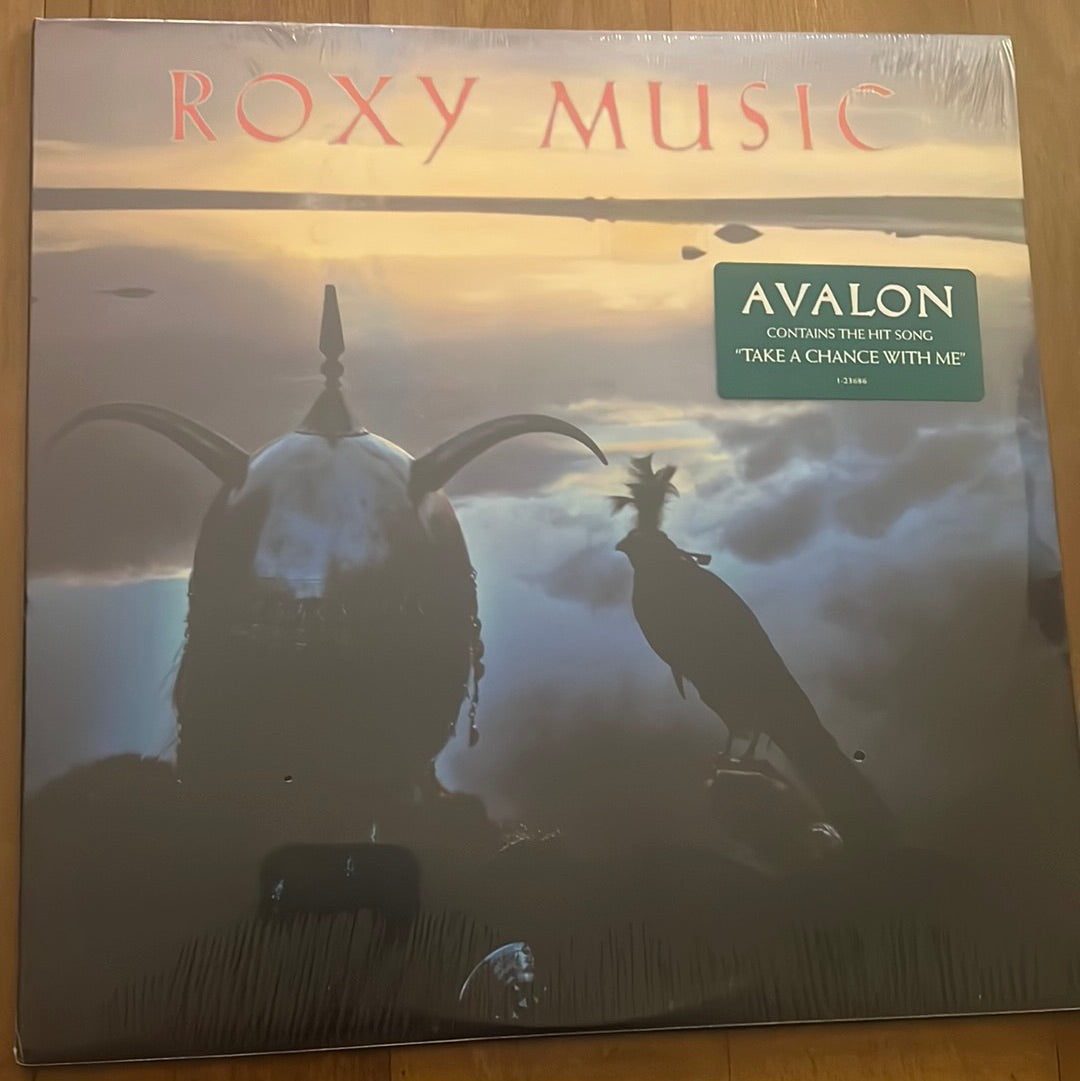 ROXY MUSIC
AVALON
CONTAINS THE HIT SONG
"TAKE A CHANCE WITH ME"
1-23686